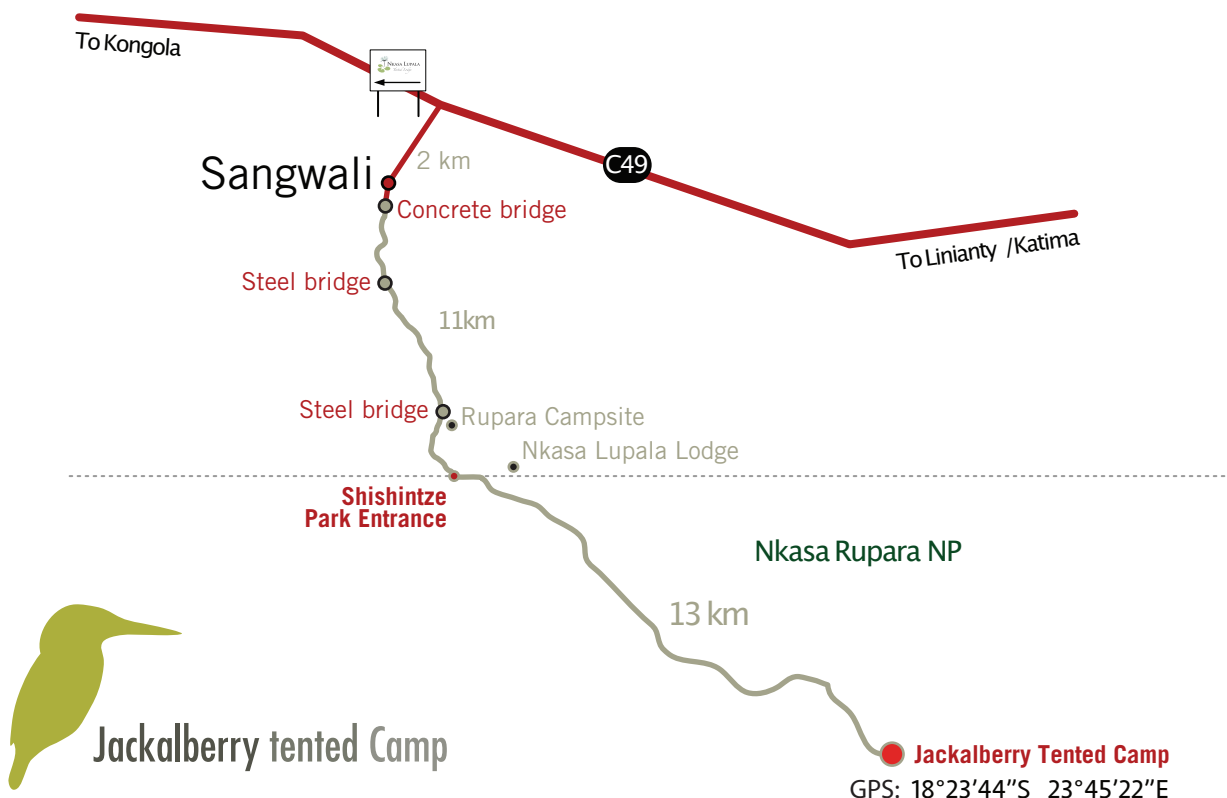 To Kongola
NKASA LUPALA
2 km
C49
Sangwali
Concrete bridge
To Linianty /Katima
Steel bridge
11km
Steel bridge
Rupara Campsite
Nkasa Lupala Lodge
Shishintze
Park Entrance
Nkasa Rupara NP
13 km
Jackalberry tented Camp
Jackalberry Tented Camp
GPS: 18°23’44”S 23°45’22”E